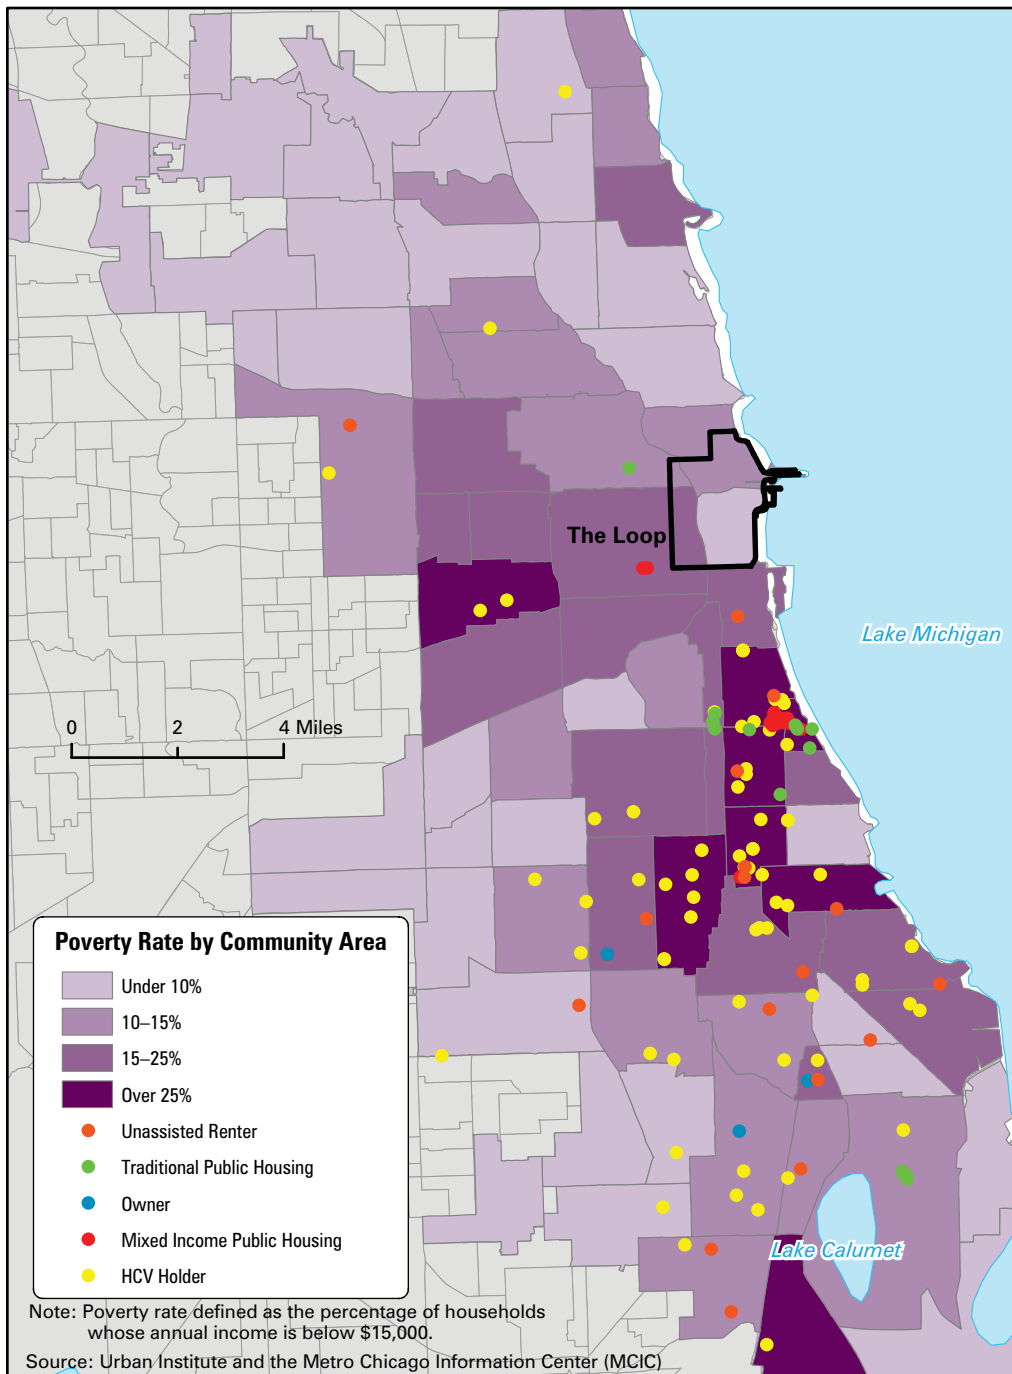 The Loop
Lake Michigan
0 2 4 Miles
Poverty Rate by Community Area
Under 10%
10–15%
15–25%
Over 25%
Unassisted Renter
Traditional Public Housing
Owner
Mixed Income Public Housing
HCV Holder
Lake Calumet
Note: Poverty rate defined as the percentage of households
whose annual income is below $15,000.
Source: Urban Institute and the Metro Chicago Information Center (MCIC)